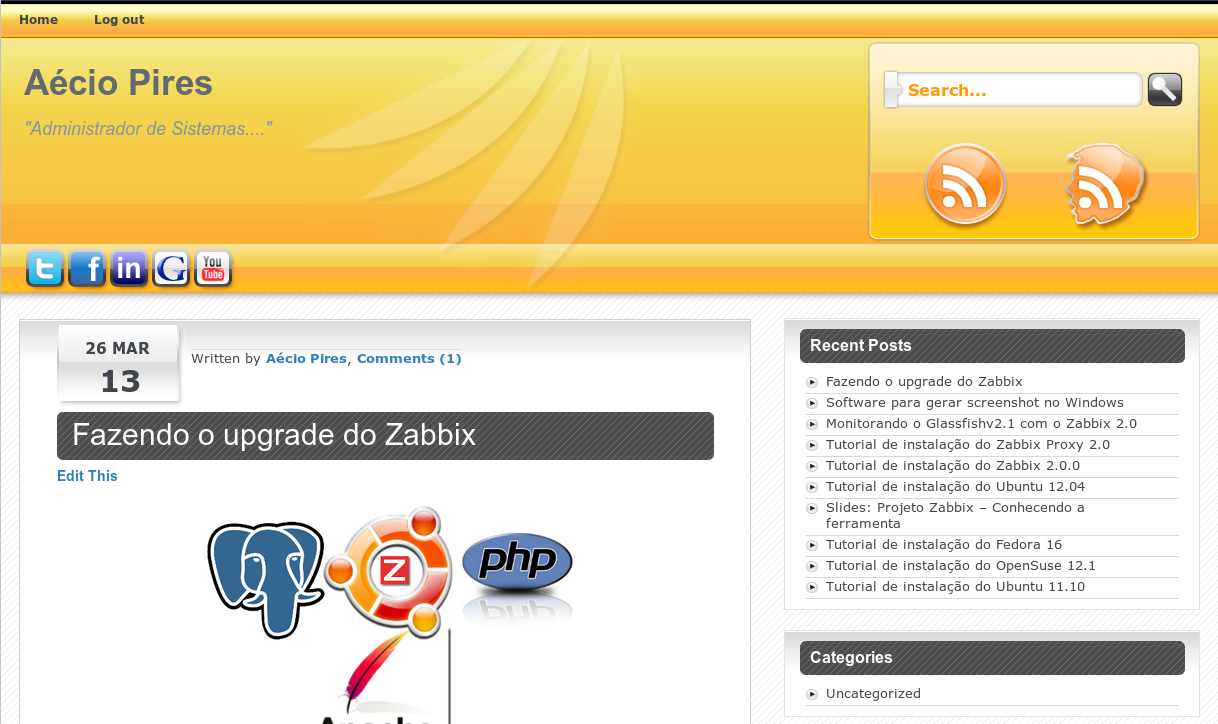 Home Log out
Aécio Pires
"Administrador de Sistemas...."
Search...
You
Tube
26 MAR
13
Written by Aécio Pires, Comments (1)
Fazendo o upgrade do Zabbix
Edit This
Z
php
Apache
Recent Posts
Fazendo o upgrade do Zabbix
Software para gerar screenshot no Windows
Monitorando o Glassfishv2.1 com o Zabbix 2.0
Tutorial de instalação do Zabbix Proxy 2.0
Tutorial de instalação do Zabbix 2.0.0
Tutorial de instalação do Ubuntu 12.04
Slides: Projeto Zabbix – Conhecendo a
ferramenta
Tutorial de instalação do Fedora 16
Tutorial de instalação do OpenSuse 12.1
Tutorial de instalação do Ubuntu 11.10
Categories
Uncategorized